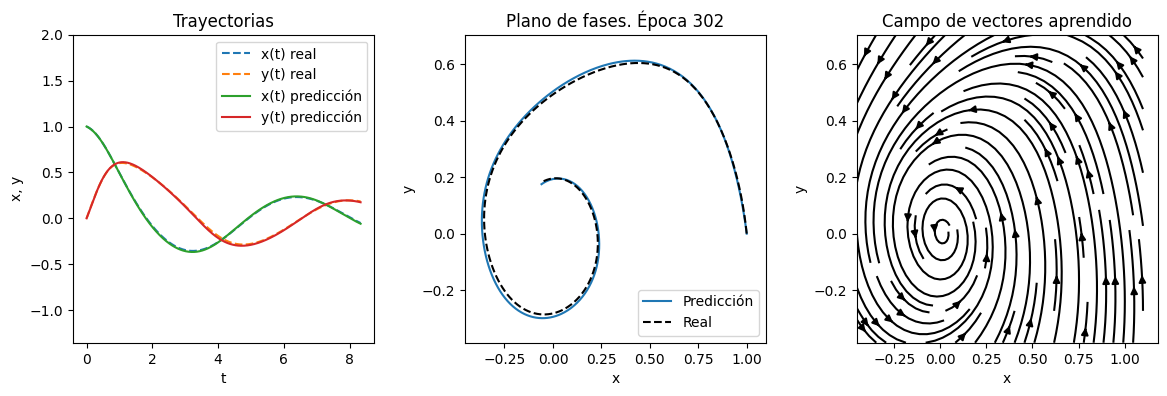 Trayectorias
2.0
1.5
1.0
0.5
0.0
−0.5
−1.0
x, y
0
2
4
6
8
t
x(t) real
y(t) real
x(t) predicción
y(t) predicción
Plano de fases. Época 302
0.6
0.4
0.2
0.0
−0.2
y
−0.25
0.00
0.25
0.50
0.75
1.00
x
Predicción
Real
Campo de vectores aprendido
0.6
0.4
0.2
0.0
−0.2
y
−0.25
0.00
0.25
0.50
0.75
1.00
x